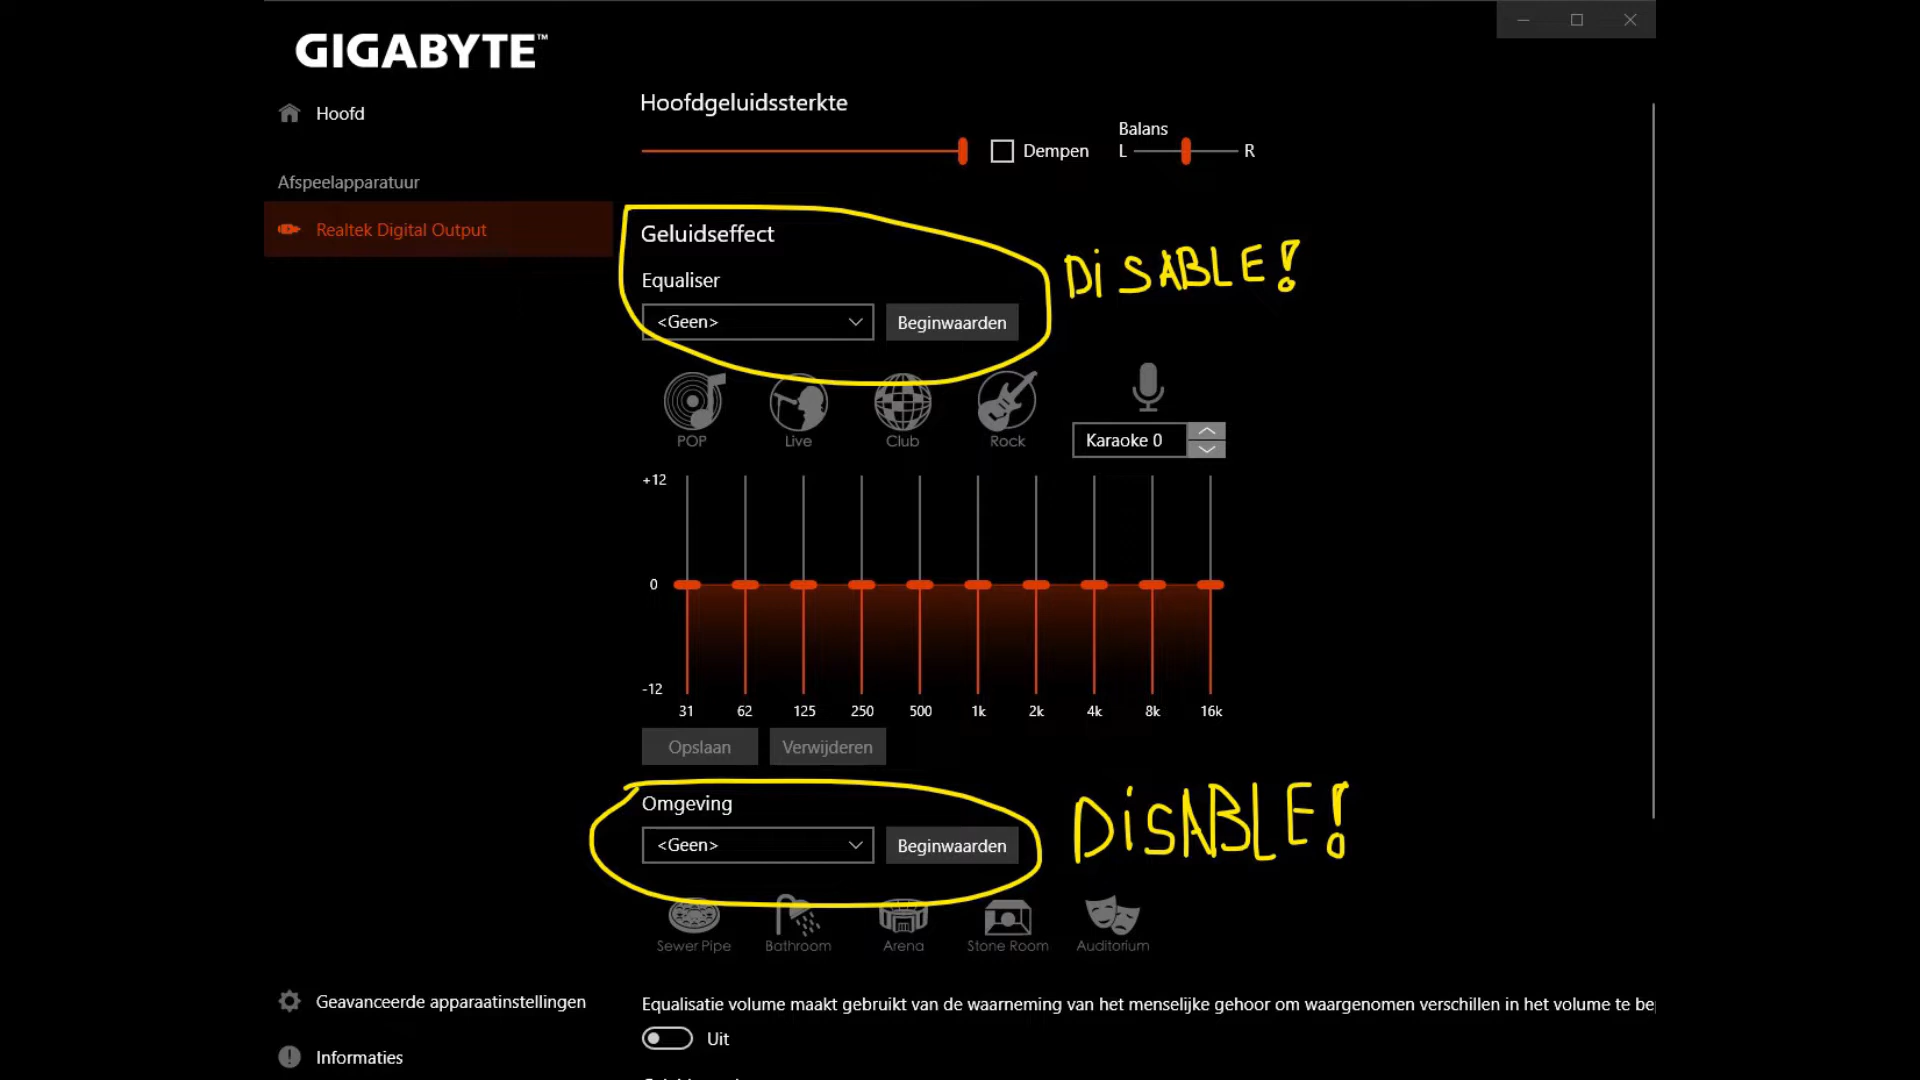 GIGABYTE™
Hoofd
Afspeelapparatuur
Realtek Digital Output
Hoofdgeluidssterkte
Dempen
Balans
L R
Geluidseffect
Equaliser
<Geen> Beginwaarden
DiSABLE!
POP Live Club Rock
Karaoke 0
+12
0
-12
31 62 125 250 500 1k 2k 4k 8k 16k
Opslaan Verwijderen
Omgeving
<Geen> Beginwaarden
DiSABLE!
Sewer Pipe Bathroom Arena Stone Room Auditorium
Equalisatie volume maakt gebruikt van de waarneming van het menselijke gehoor om waargenomen verschillen in het volume te be
Uit
Geavanceerde apparaatinstellingen
Informaties